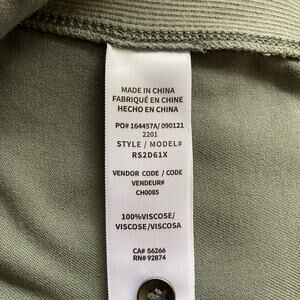 MADE IN CHINA
FABRIQUÉ EN CHINE
HECHO EN CHINA
PO# 164457A/ 090121
2201
STYLE / MODEL#
RS2D61X
VENDOR CODE / CODE
VENDEUR#
CH0085
100%VISCOSE/
VISCOSE/VISCOSA
CA# 56266
RN# 92874